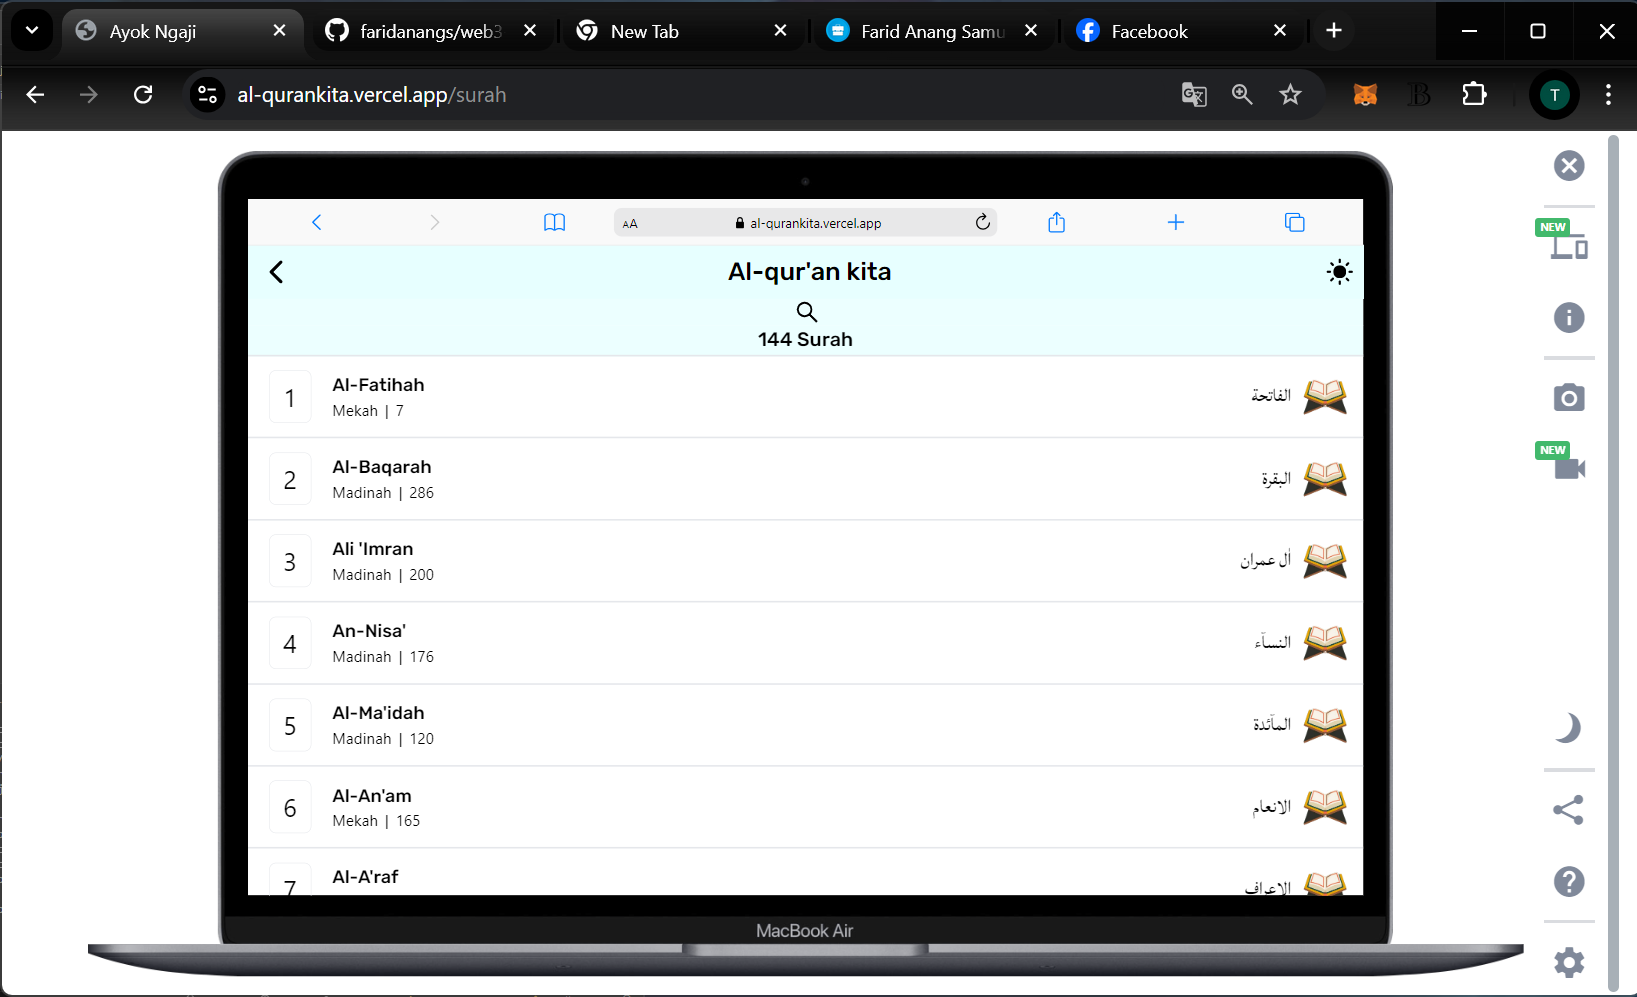 Ayok Ngaji
faridanangs/web3
New Tab
Farid Anang Samu
Facebook
al-qurankita.vercel.app/surah
T
AA
al-qurankita.vercel.app
Al-qur'an kita
144 Surah
1
Al-Fatihah
Mekah | 7
الفاتحة
2
Al-Baqarah
Madinah | 286
البقرة
3
Ali 'Imran
Madinah | 200
اٰل عمران
4
An-Nisa'
Madinah | 176
النساۤء
5
Al-Ma'idah
Madinah | 120
الماۤئدة
6
Al-An'am
Mekah | 165
الانعام
7
Al-A'raf
الاعراف
MacBook Air
NEW
NEW